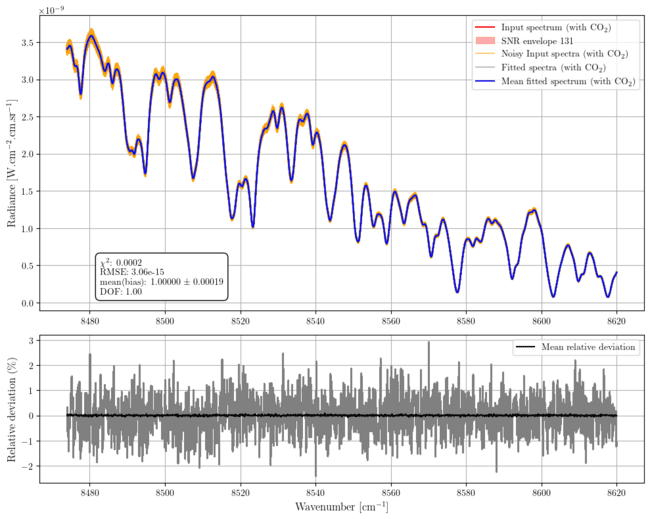 ×10⁻⁹
3.5
3.0
2.5
2.0
1.5
1.0
0.5
0.0
Radiance [W.cm⁻².cm.sr⁻¹]
Input spectrum (with CO₂)
SNR envelope 131
Noisy Input spectra (with CO₂)
Fitted spectra (with CO₂)
Mean fitted spectrum (with CO₂)
χ²: 0.0002
RMSE: 3.06e-15
mean(bias): 1.00000 ± 0.00019
DOF: 1.00
8480 8500 8520 8540 8560 8580 8600 8620
3
2
1
0
−1
−2
Relative deviation (%)
Mean relative deviation
8480 8500 8520 8540 8560 8580 8600 8620
Wavenumber [cm⁻¹]